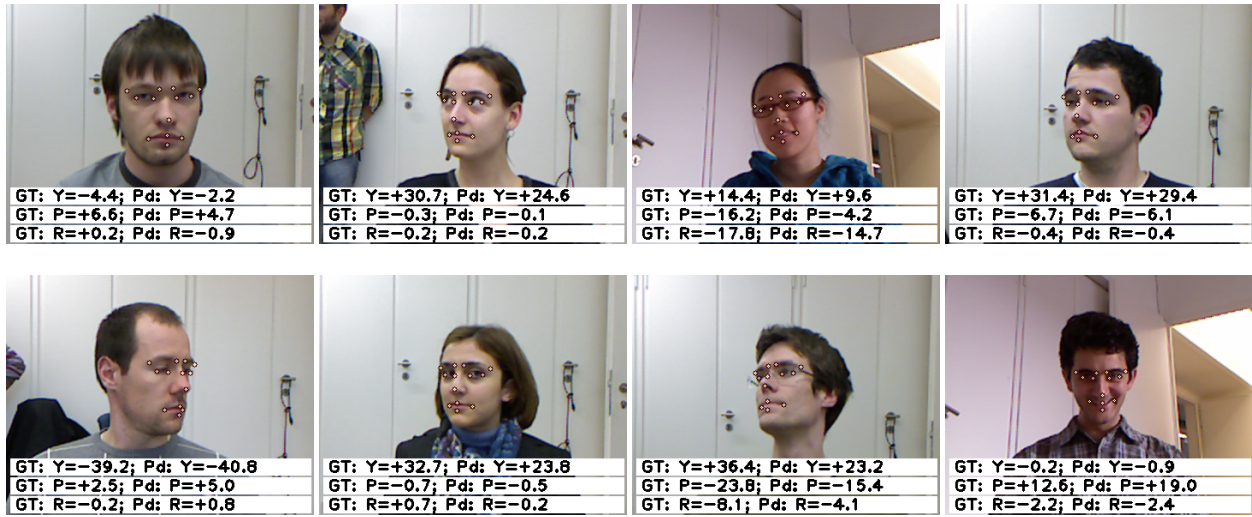 GT: Y=-4.4; Pd: Y=-2.2
GT: P=+6.6; Pd: P=+4.7
GT: R=+0.2; Pd: R=-0.9
GT: Y=+30.7; Pd: Y=+24.6
GT: P=-0.3; Pd: P=-0.1
GT: R=-0.2; Pd: R=-0.2
GT: Y=+14.4; Pd: Y=+9.6
GT: P=-16.2; Pd: P=-4.2
GT: R=-17.8; Pd: R=-14.7
GT: Y=+31.4; Pd: Y=+29.4
GT: P=-6.7; Pd: P=-6.1
GT: R=-0.4; Pd: R=-0.4
GT: Y=-39.2; Pd: Y=-40.8
GT: P=+2.5; Pd: P=+5.0
GT: R=-0.2; Pd: R=+0.8
GT: Y=+32.7; Pd: Y=+23.8
GT: P=-0.7; Pd: P=-0.5
GT: R=+0.7; Pd: R=-0.2
GT: Y=+36.4; Pd: Y=+23.2
GT: P=-23.8; Pd: P=-15.4
GT: R=-8.1; Pd: R=-4.1
GT: Y=-0.2; Pd: Y=-0.9
GT: P=+12.6; Pd: P=+19.0
GT: R=-2.2; Pd: R=-2.4